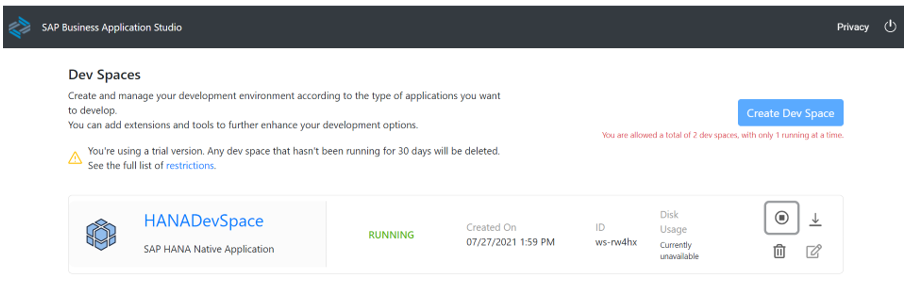 SAP Business Application Studio
Privacy
Dev Spaces
Create and manage your development environment according to the type of applications you want
to develop.
You can add extensions and tools to further enhance your development options.
Create Dev Space
You are allowed a total of 2 dev spaces, with only 1 running at a time.
You're using a trial version. Any dev space that hasn't been running for 30 days will be deleted.
See the full list of restrictions.
HANADevSpace
SAP HANA Native Application
RUNNING
Created On
07/27/2021 1:59 PM
ID
ws-rw4hx
Disk
Usage
Currently
unavailable